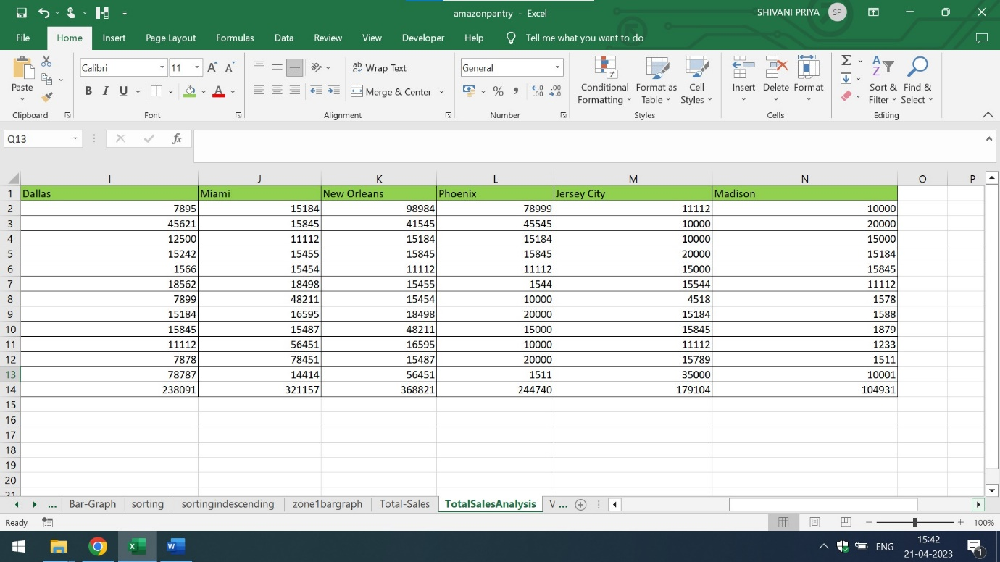 amazonpantry - Excel
SHIVANI PRIYA SP
File Home Insert Page Layout Formulas Data Review View Developer Help Tell me what you want to do
Calibri 11 A A ab Wrap Text General
Paste B I U A Merge & Center % , Conditional Formatting Format as Table Cell Styles Insert Delete Format Sort & Filter Find & Select
Clipboard Font Alignment Number Styles Cells Editing
Q13 fx
I J K L M N O P
1 Dallas Miami New Orleans Phoenix Jersey City Madison
2 7895 15184 98984 78999 11112 10000
3 45621 15845 41545 45545 10000 20000
4 12500 11112 15184 15184 10000 15000
5 15242 15455 15845 15845 20000 15184
6 1566 15454 11112 11112 15000 15845
7 18562 18498 15455 1544 15544 11112
8 7899 48211 15454 10000 4518 1578
9 15184 16595 18498 20000 15184 1588
10 15845 15487 48211 15000 15845 1879
11 11112 56451 16595 10000 11112 1233
12 7878 78451 15487 20000 15789 1511
13 78787 14414 56451 1511 35000 10001
14 238091 321157 368821 244740 179104 104931
15
16
17
18
19
20
21
... Bar-Graph sorting sortingindescending zone1bargraph Total-Sales TotalSalesAnalysis V ...
Ready 100%
ENG 15:42
21-04-2023 1